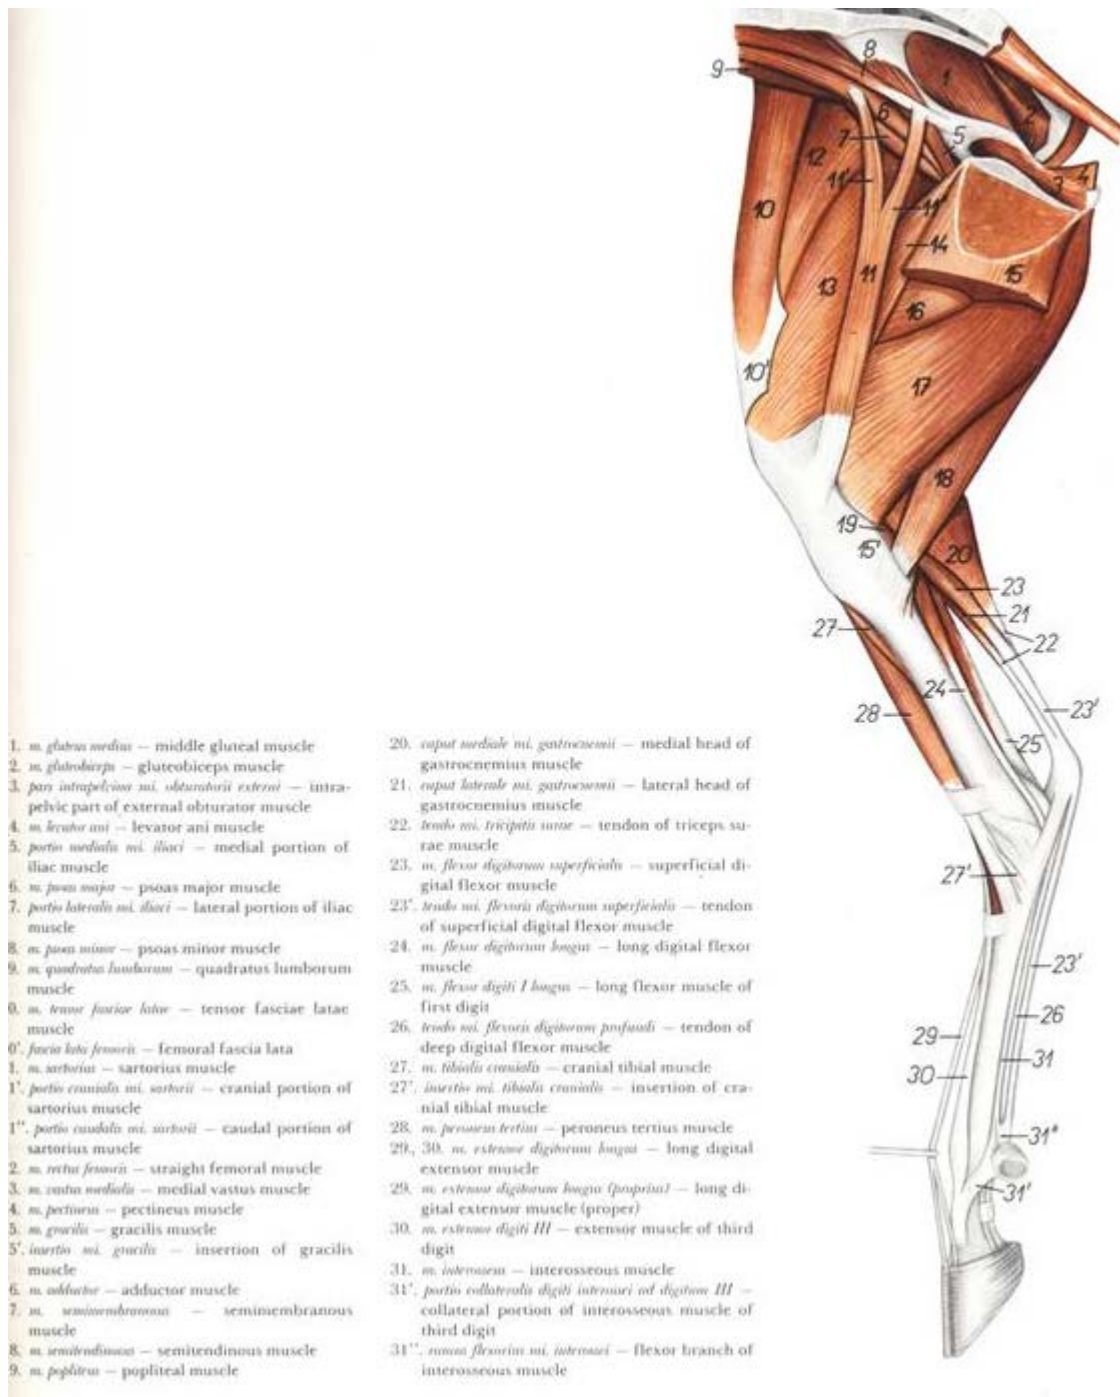 8
9
1
2
6
5
7
12
11'
3
4
10
11"
14
11
15
13
16
10'
17
18
19
15'
20
23
21
27
22
24
28
23'
25
27'
23'
26
29
31
30
31"
31'
1. m. gluteus medius — middle gluteal muscle
2. m. gluteobiceps — gluteobiceps muscle
3. pars intrapelvina mi. obturatorii externi — intra-
pelvic part of external obturator muscle
4. m. levator ani — levator ani muscle
5. portio medialis mi. iliaci — medial portion of
iliac muscle
6. m. psoas major — psoas major muscle
7. portio lateralis mi. iliaci — lateral portion of iliac
muscle
8. m. psoas minor — psoas minor muscle
9. m. quadratus lumborum — quadratus lumborum
muscle
0. m. tensor fasciae latae — tensor fasciae latae
muscle
0'. fascia lata femoris — femoral fascia lata
1. m. sartorius — sartorius muscle
1'. portio cranialis mi. sartorii — cranial portion of
sartorius muscle
1". portio caudalis mi. sartorii — caudal portion of
sartorius muscle
2. m. rectus femoris — straight femoral muscle
3. m. vastus medialis — medial vastus muscle
4. m. pectineus — pectineus muscle
5. m. gracilis — gracilis muscle
5'. insertio mi. gracilis — insertion of gracilis
muscle
6. m. adductor — adductor muscle
7. m. semimembranosus — semimembranous
muscle
8. m. semitendinosus — semitendinous muscle
9. m. popliteus — popliteal muscle
20. caput mediale mi. gastrocnemii — medial head of
gastrocnemius muscle
21. caput laterale mi. gastrocnemii — lateral head of
gastrocnemius muscle
22. tendo mi. tricipitis surae — tendon of triceps su-
rae muscle
23. m. flexor digitorum superficialis — superficial di-
gital flexor muscle
23'. tendo mi. flexoris digitorum superficialis — tendon
of superficial digital flexor muscle
24. m. flexor digitorum longus — long digital flexor
muscle
25. m. flexor digiti I longus — long flexor muscle of
first digit
26. tendo mi. flexoris digitorum profundi — tendon of
deep digital flexor muscle
27. m. tibialis cranialis — cranial tibial muscle
27'. insertio mi. tibialis cranialis — insertion of cra-
nial tibial muscle
28. m. peroneus tertius — peroneus tertius muscle
29., 30. m. extensor digitorum longus — long digital
extensor muscle
29. m. extensor digitorum longus (proprius) — long di-
gital extensor muscle (proper)
30. m. extensor digiti III — extensor muscle of third
digit
31. m. interosseus — interosseous muscle
31'. portio collateralis digiti interossei ad digitum III —
collateral portion of interosseous muscle of
third digit
31". ramus flexorius mi. interossei — flexor branch of
interosseous muscle